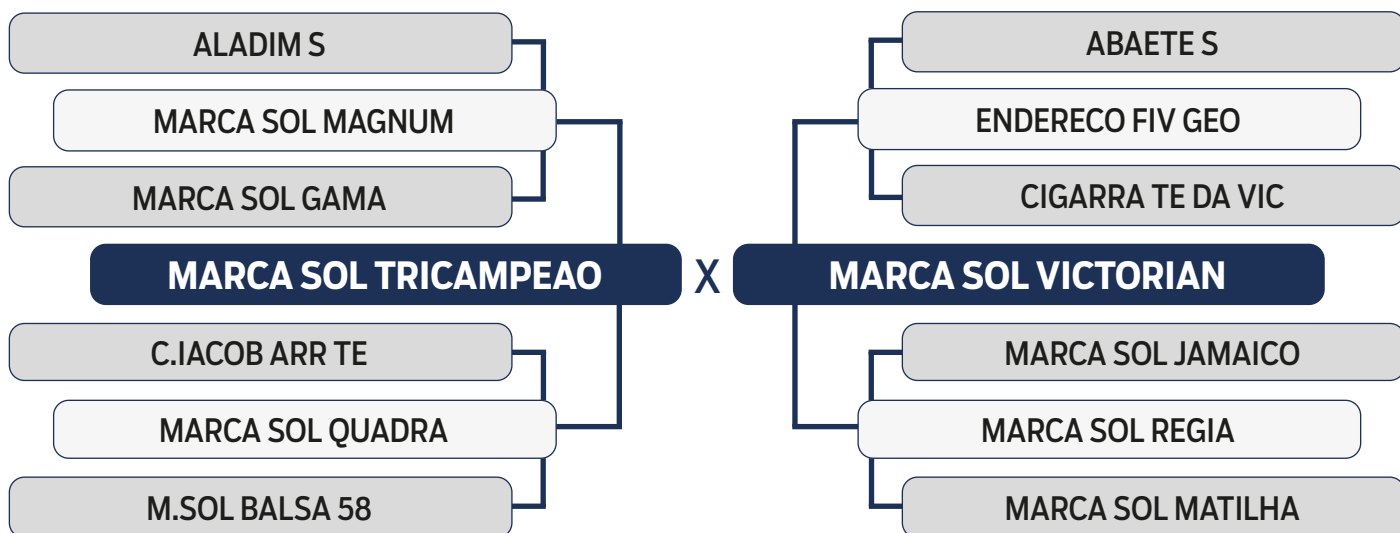 ALADIM S
MARCA SOL MAGNUM
MARCA SOL GAMA
MARCA SOL TRICAMPEAO
C.IACOB ARR TE
MARCA SOL QUADRA
M.SOL BALSA 58
X
ABAETE S
ENDERECO FIV GEO
CIGARRA TE DA VIC
MARCA SOL VICTORIAN
MARCA SOL JAMAICO
MARCA SOL REGIA
MARCA SOL MATILHA